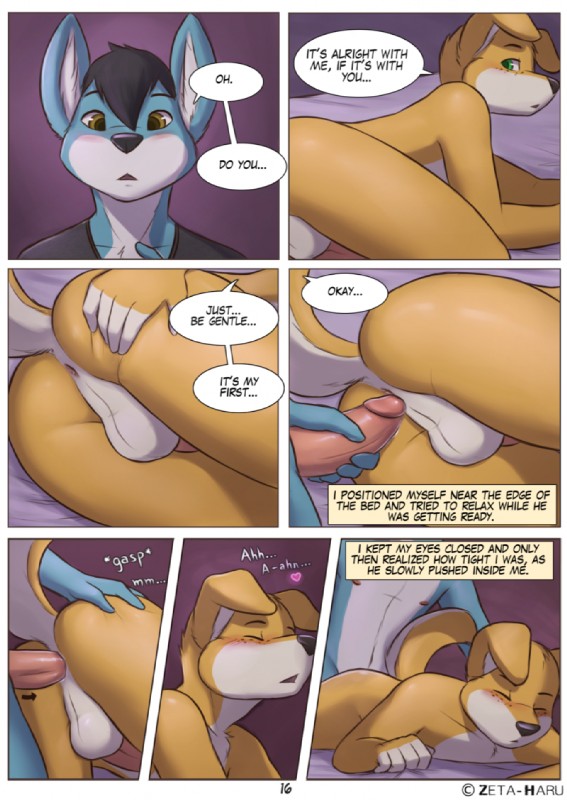 OH.
DO YOU...
IT'S ALRIGHT WITH
ME, IF IT'S WITH
YOU...
JUST...
BE GENTLE...
IT'S MY
FIRST...
OKAY...
I POSITIONED MYSELF NEAR THE EDGE OF
THE BED AND TRIED TO RELAX WHILE HE
WAS GETTING READY.
*gasp*
mm...
Ahh...
A-ahn...
I KEPT MY EYES CLOSED AND ONLY
THEN REALIZED HOW TIGHT I WAS, AS
HE SLOWLY PUSHED INSIDE ME.
16
© ZETA-HARU